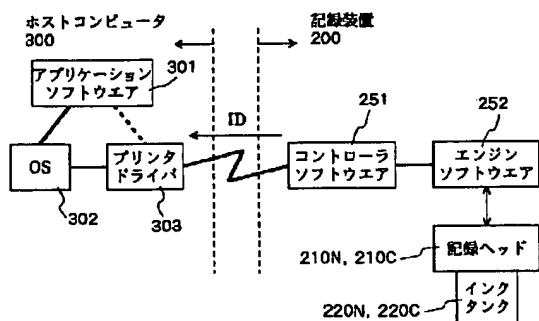 ホストコンピュータ
300
記録装置
200
アプリケーション
ソフトウエア
301
ID
251
252
OS
プリンタ
ドライバ
コントローラ
ソフトウエア
エンジン
ソフトウエア
302
303
210N, 210C
記録ヘッド
220N, 220C
インク
タンク